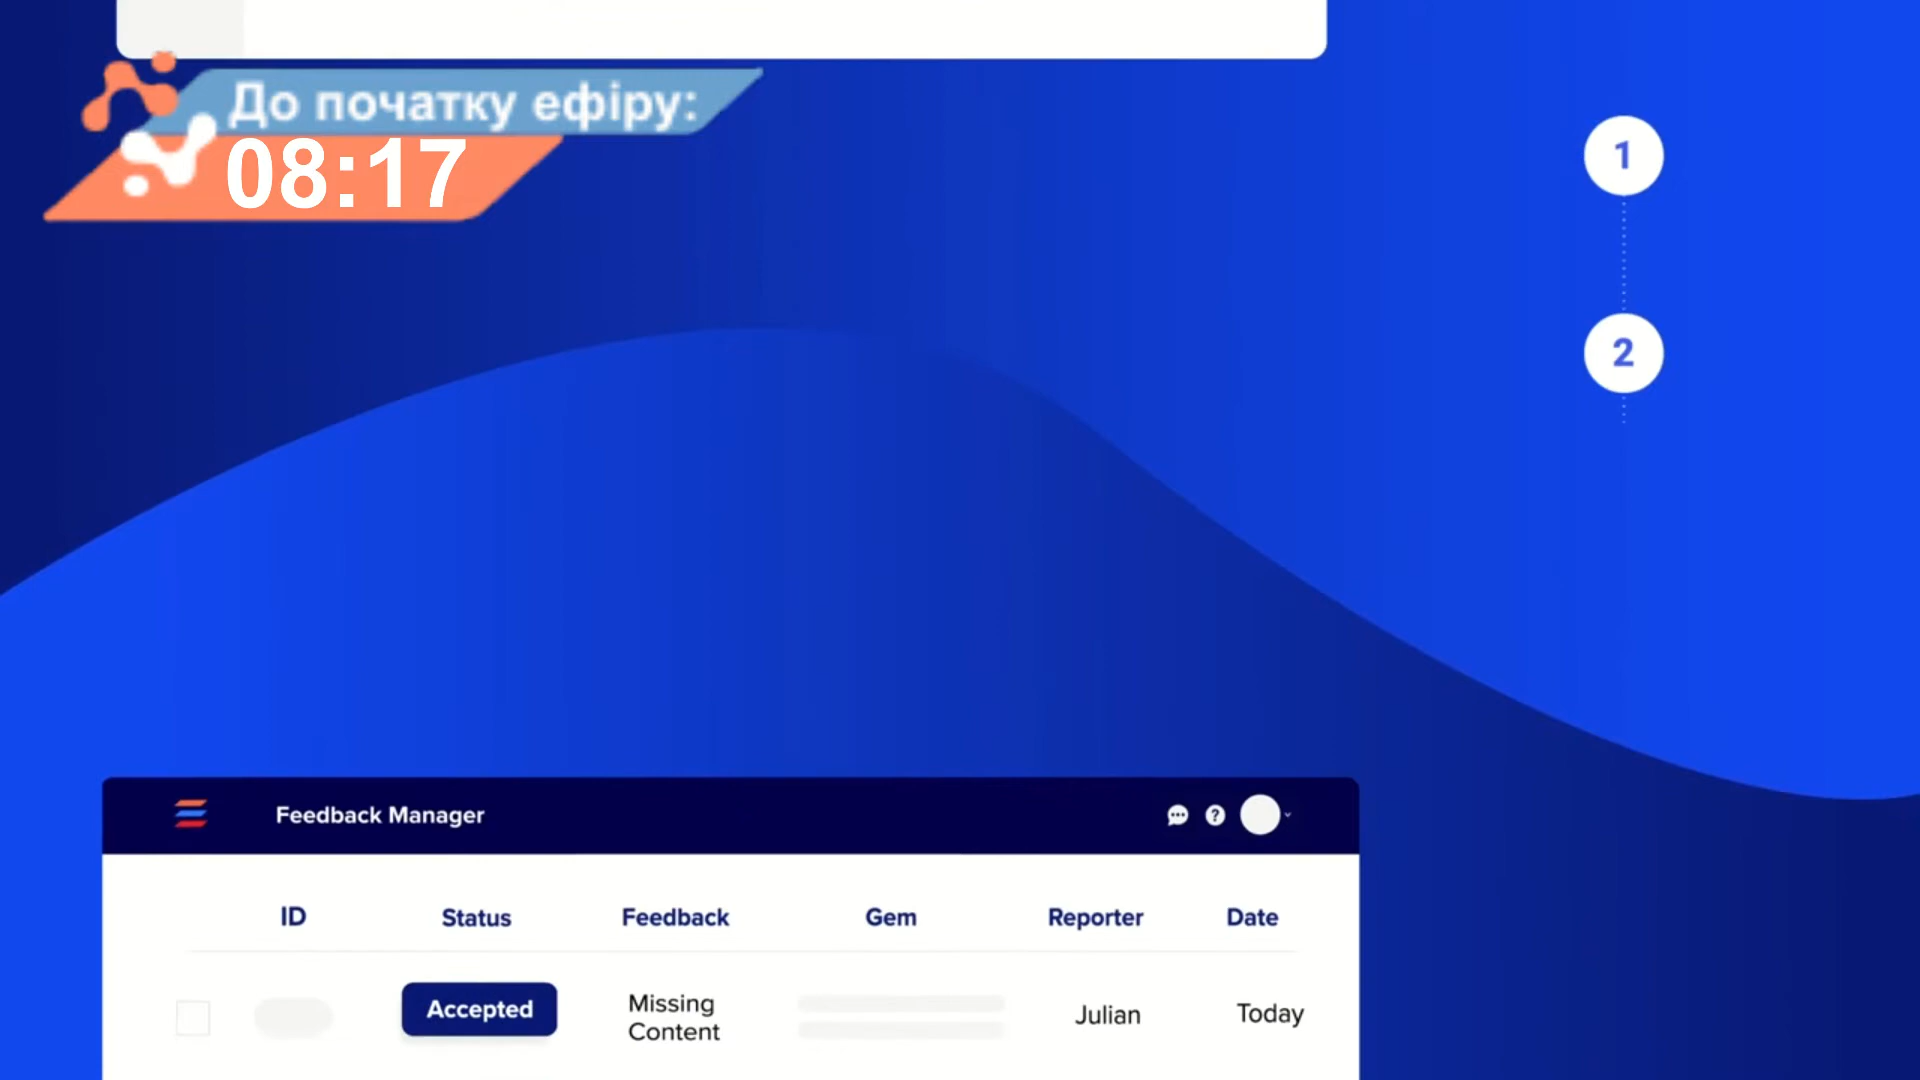 До початку ефіру:
08:17
1
2
Feedback Manager
ID Status Feedback Gem Reporter Date
Accepted Missing Content Julian Today